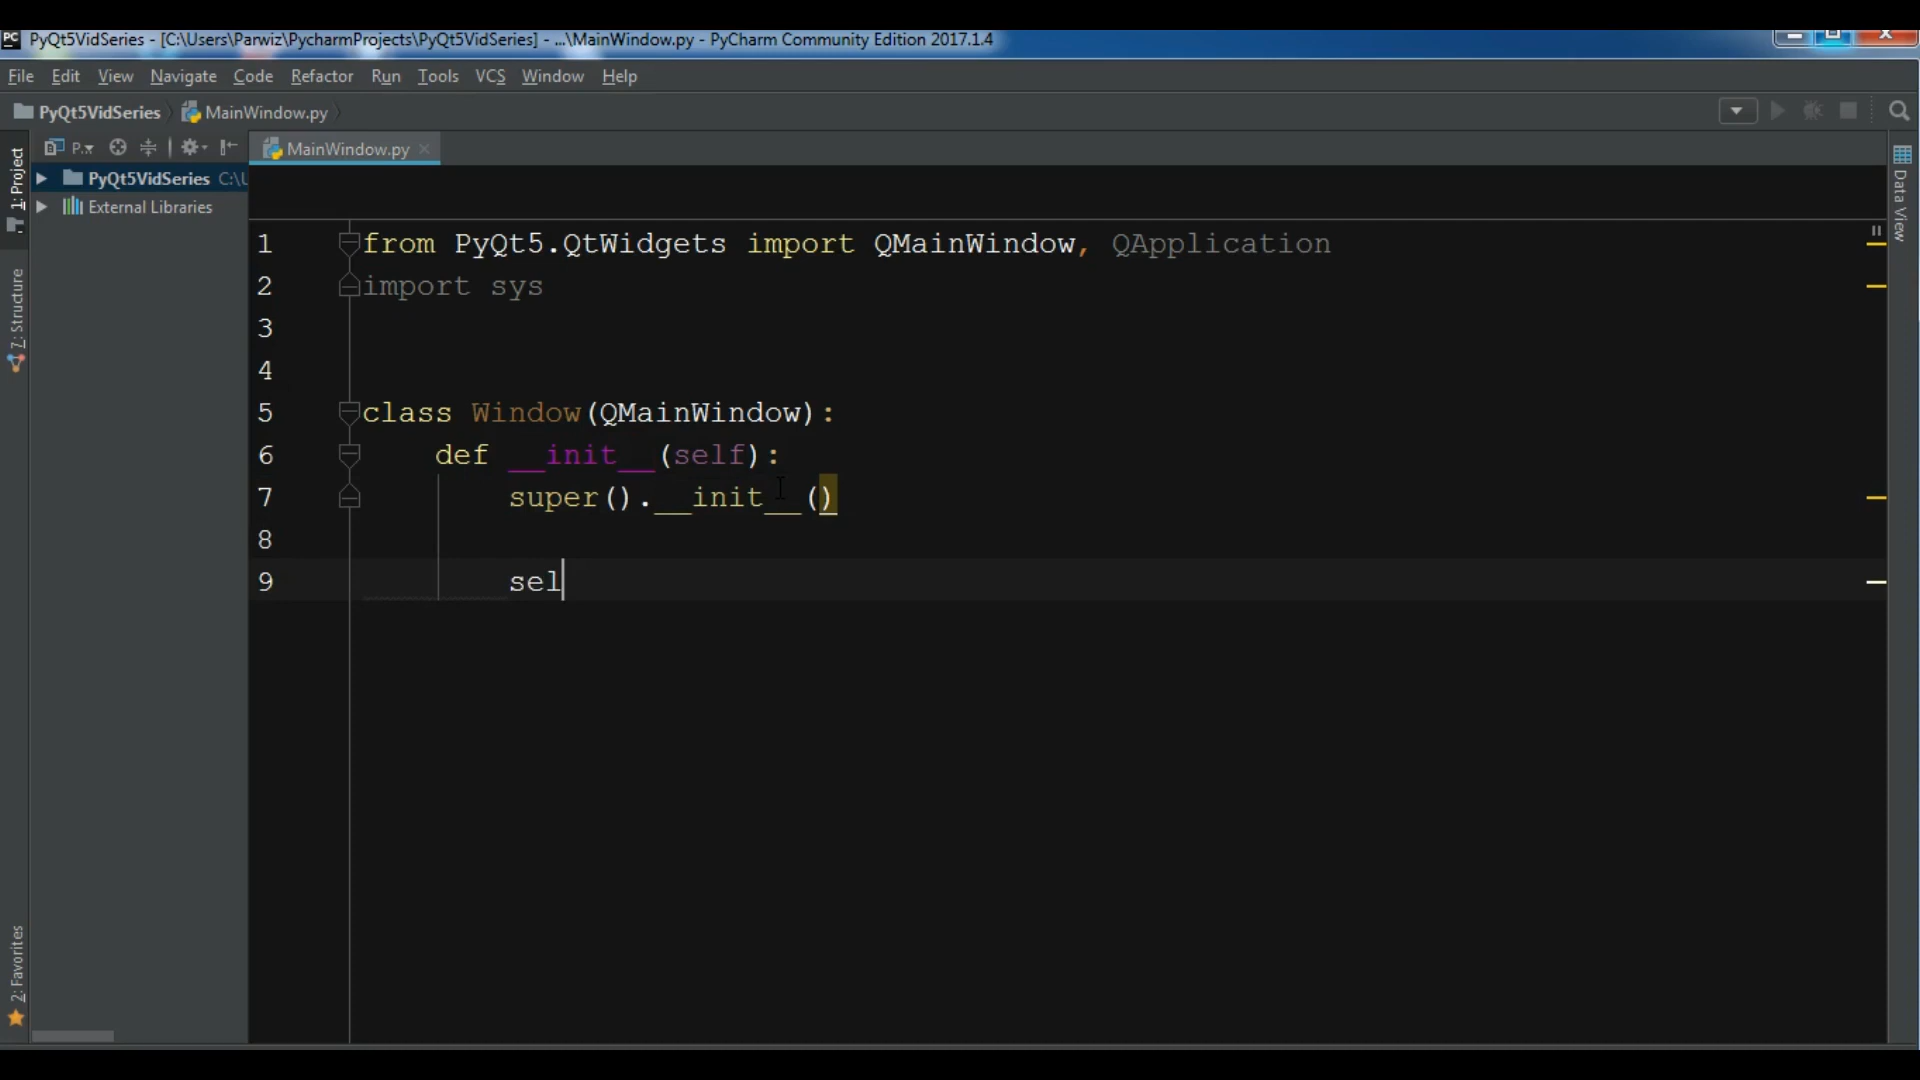 PC PyQt5VidSeries - [C:\Users\Parwiz\PycharmProjects\PyQt5VidSeries] - ...\MainWindow.py - PyCharm Community Edition 2017.1.4
File Edit View Navigate Code Refactor Run Tools VCS Window Help
PyQt5VidSeries MainWindow.py
P.. MainWindow.py
PyQt5VidSeries C:\U
External Libraries
1: Project
7: Structure
2: Favorites
Data View
1 from PyQt5.QtWidgets import QMainWindow, QApplication
2 import sys
3
4
5 class Window(QMainWindow):
6 def __init__(self):
7 super().__init__()
8
9 sel